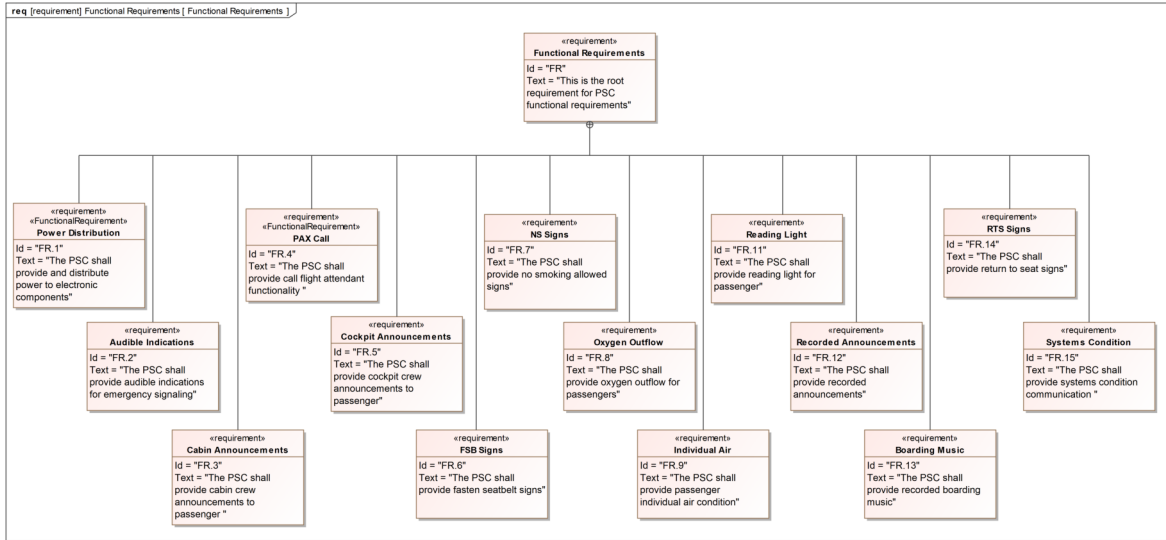 req [requirement] Functional Requirements [ Functional Requirements ]
«requirement»
Functional Requirements
Id = "FR"
Text = "This is the root
requirement for PSC
functional requirements"
«requirement»
«FunctionalRequirement»
Power Distribution
Id = "FR.1"
Text = "The PSC shall
provide and distribute
power to electronic
components"
«requirement»
Audible Indications
Id = "FR.2"
Text = "The PSC shall
provide audible indications
for emergency signaling"
«requirement»
Cabin Announcements
Id = "FR.3"
Text = "The PSC shall
provide cabin crew
announcements to
passenger "
«requirement»
«FunctionalRequirement»
PAX Call
Id = "FR.4"
Text = "The PSC shall
provide call flight attendant
functionality "
«requirement»
Cockpit Announcements
Id = "FR.5"
Text = "The PSC shall
provide cockpit crew
announcements to
passenger"
«requirement»
FSB Signs
Id = "FR.6"
Text = "The PSC shall
provide fasten seatbelt signs"
«requirement»
NS Signs
Id = "FR.7"
Text = "The PSC shall
provide no smoking allowed
signs"
«requirement»
Oxygen Outflow
Id = "FR.8"
Text = "The PSC shall
provide oxygen outflow for
passengers"
«requirement»
Individual Air
Id = "FR.9"
Text = "The PSC shall
provide passenger
individual air condition"
«requirement»
Reading Light
Id = "FR.11"
Text = "The PSC shall
provide reading light for
passenger"
«requirement»
Recorded Announcements
Id = "FR.12"
Text = "The PSC shall
provide recorded
announcements"
«requirement»
Boarding Music
Id = "FR.13"
Text = "The PSC shall
provide recorded boarding
music"
«requirement»
RTS Signs
Id = "FR.14"
Text = "The PSC shall
provide return to seat signs"
«requirement»
Systems Condition
Id = "FR.15"
Text = "The PSC shall
provide systems condition
communication "